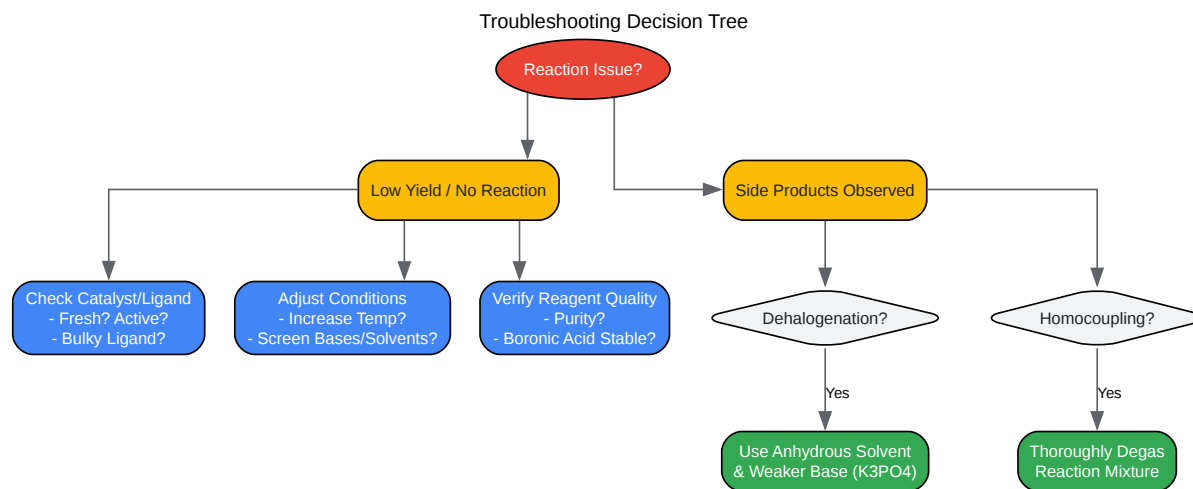 Troubleshooting Decision Tree
Reaction Issue?
Low Yield / No Reaction
Side Products Observed
Check Catalyst/Ligand
- Fresh? Active?
- Bulky Ligand?
Adjust Conditions
- Increase Temp?
- Screen Bases/Solvents?
Verify Reagent Quality
- Purity?
- Boronic Acid Stable?
Dehalogenation?
Homocoupling?
Yes
Yes
Use Anhydrous Solvent
& Weaker Base (K3PO4)
Thoroughly Degas
Reaction Mixture